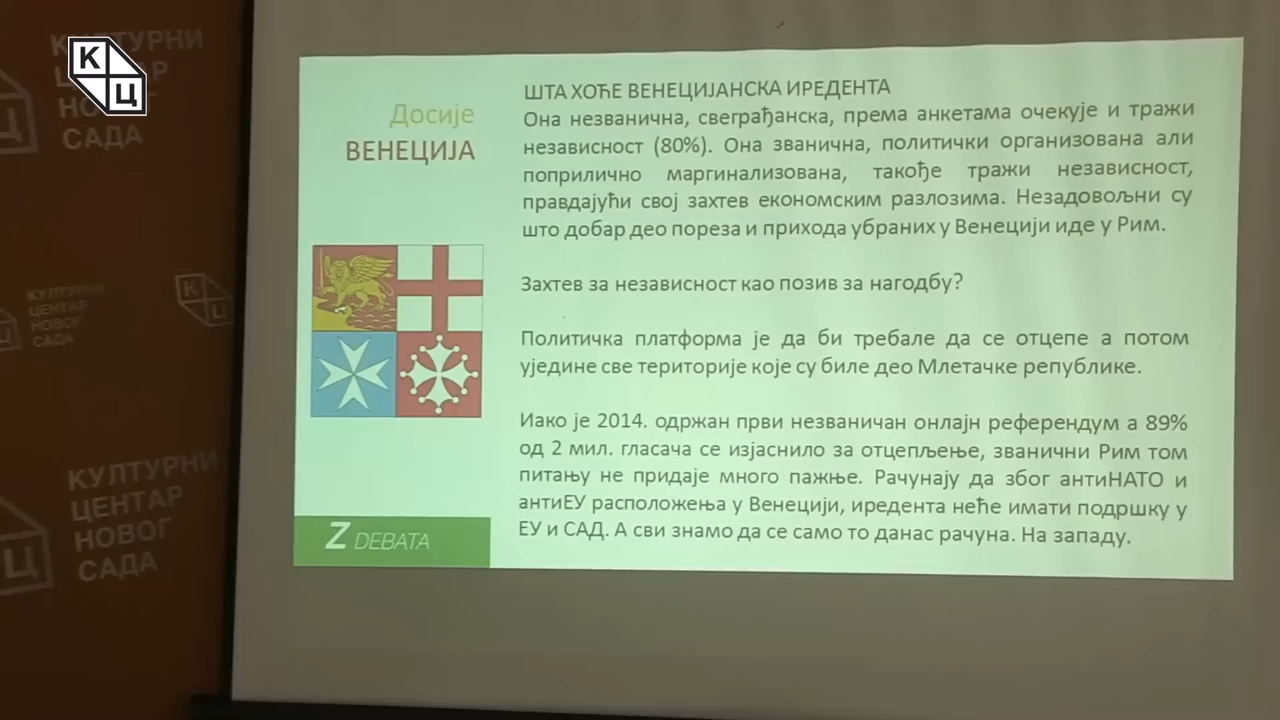 К
Ц
КУЛТУРНИ
ЦЕНТАР
НОВОГ
САДА
КУЛТУРНИ
ЦЕНТАР
НОВОГ
САДА
КЦ
КУЛТУРНИ
ЦЕНТАР
НОВОГ
САДА
Ц
Досије
ВЕНЕЦИЈА
Z DEBATA
ШТА ХОЋЕ ВЕНЕЦИЈАНСКА ИРЕДЕНТА
Она незванична, свеграђанска, према анкетама очекује и тражи
независност (80%). Она званична, политички организована али
поприлично маргинализована, такође тражи независност,
правдајући свој захтев економским разлозима. Незадовољни су
што добар део пореза и прихода убраних у Венецији иде у Рим.
Захтев за независност као позив за нагодбу?
Политичка платформа је да би требале да се отцепе а потом
уједине све територије које су биле део Млетачке републике.
Иако је 2014. одржан први незваничан онлајн референдум а 89%
од 2 мил. гласача се изјаснило за отцепљење, званични Рим том
питању не придаје много пажње. Рачунају да због антиНАТО и
антиЕУ расположења у Венецији, иредента неће имати подршку у
ЕУ и САД. А сви знамо да се само то данас рачуна. На западу.